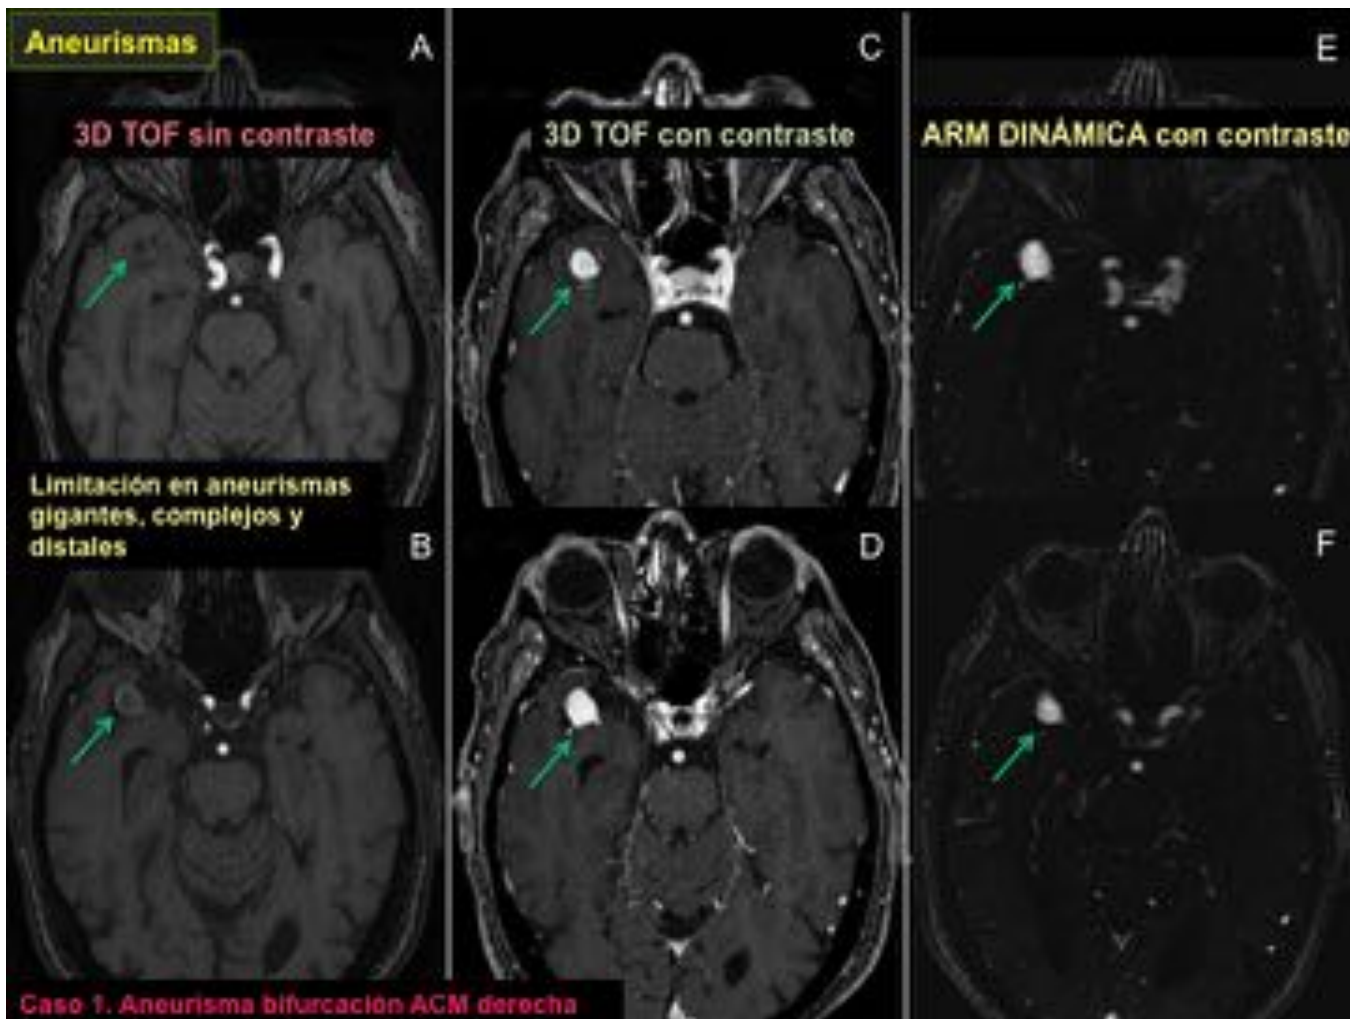 Aneurismas
A
C
E
3D TOF sin contraste
3D TOF con contraste
ARM DINÁMICA con contraste
Limitación en aneurismas
gigantes, complejos y
distales
B
D
F
Caso 1. Aneurisma bifurcación ACM derecha